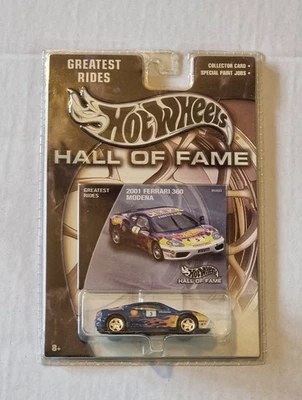 GREATEST
RIDES
COLLECTOR CARD •
SPECIAL PAINT JOBS •
HOT WHEELS
HALL OF FAME
GREATEST
RIDES
2001 FERRARI 360
MODENA
HOT WHEELS
HALL OF FAME
8+